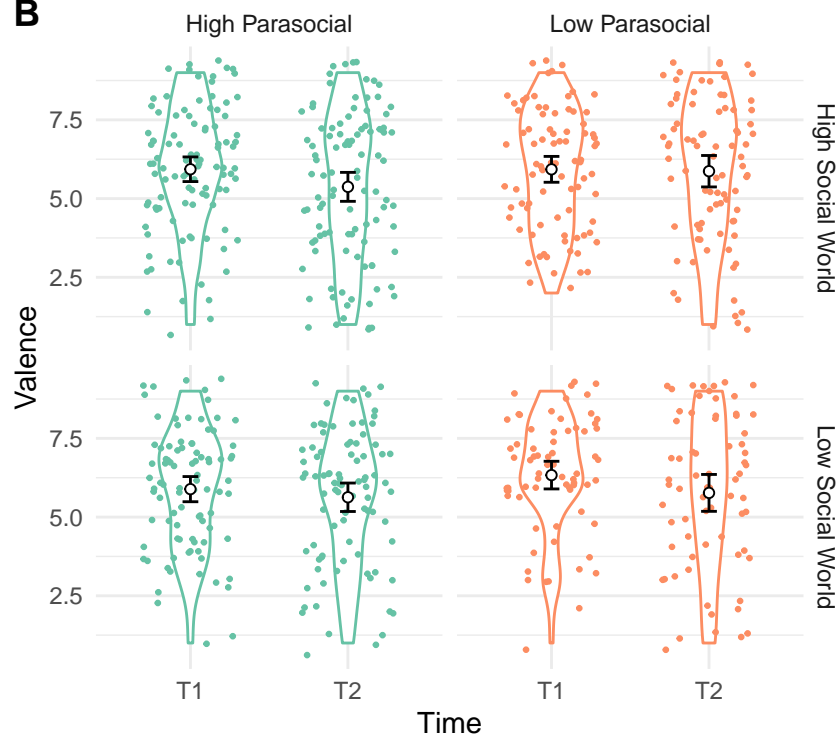 B
High Parasocial Low Parasocial
7.5
5.0
2.5
High Social World
Valence
7.5
5.0
2.5
Low Social World
T1 T2 T1 T2
Time